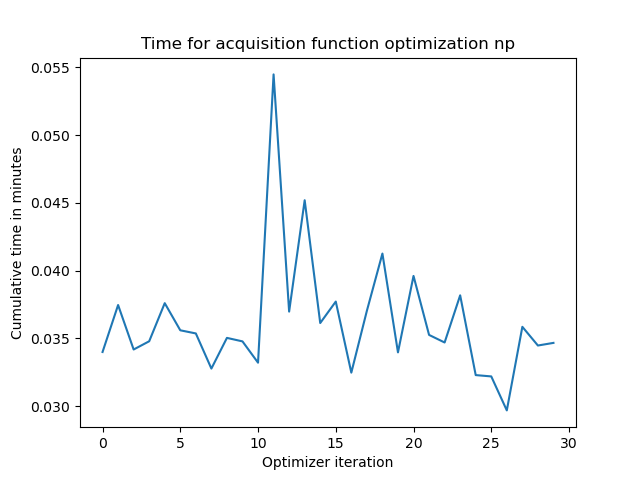 Time for acquisition function optimization np
Cumulative time in minutes
0.055
0.050
0.045
0.040
0.035
0.030
0 5 10 15 20 25 30
Optimizer iteration